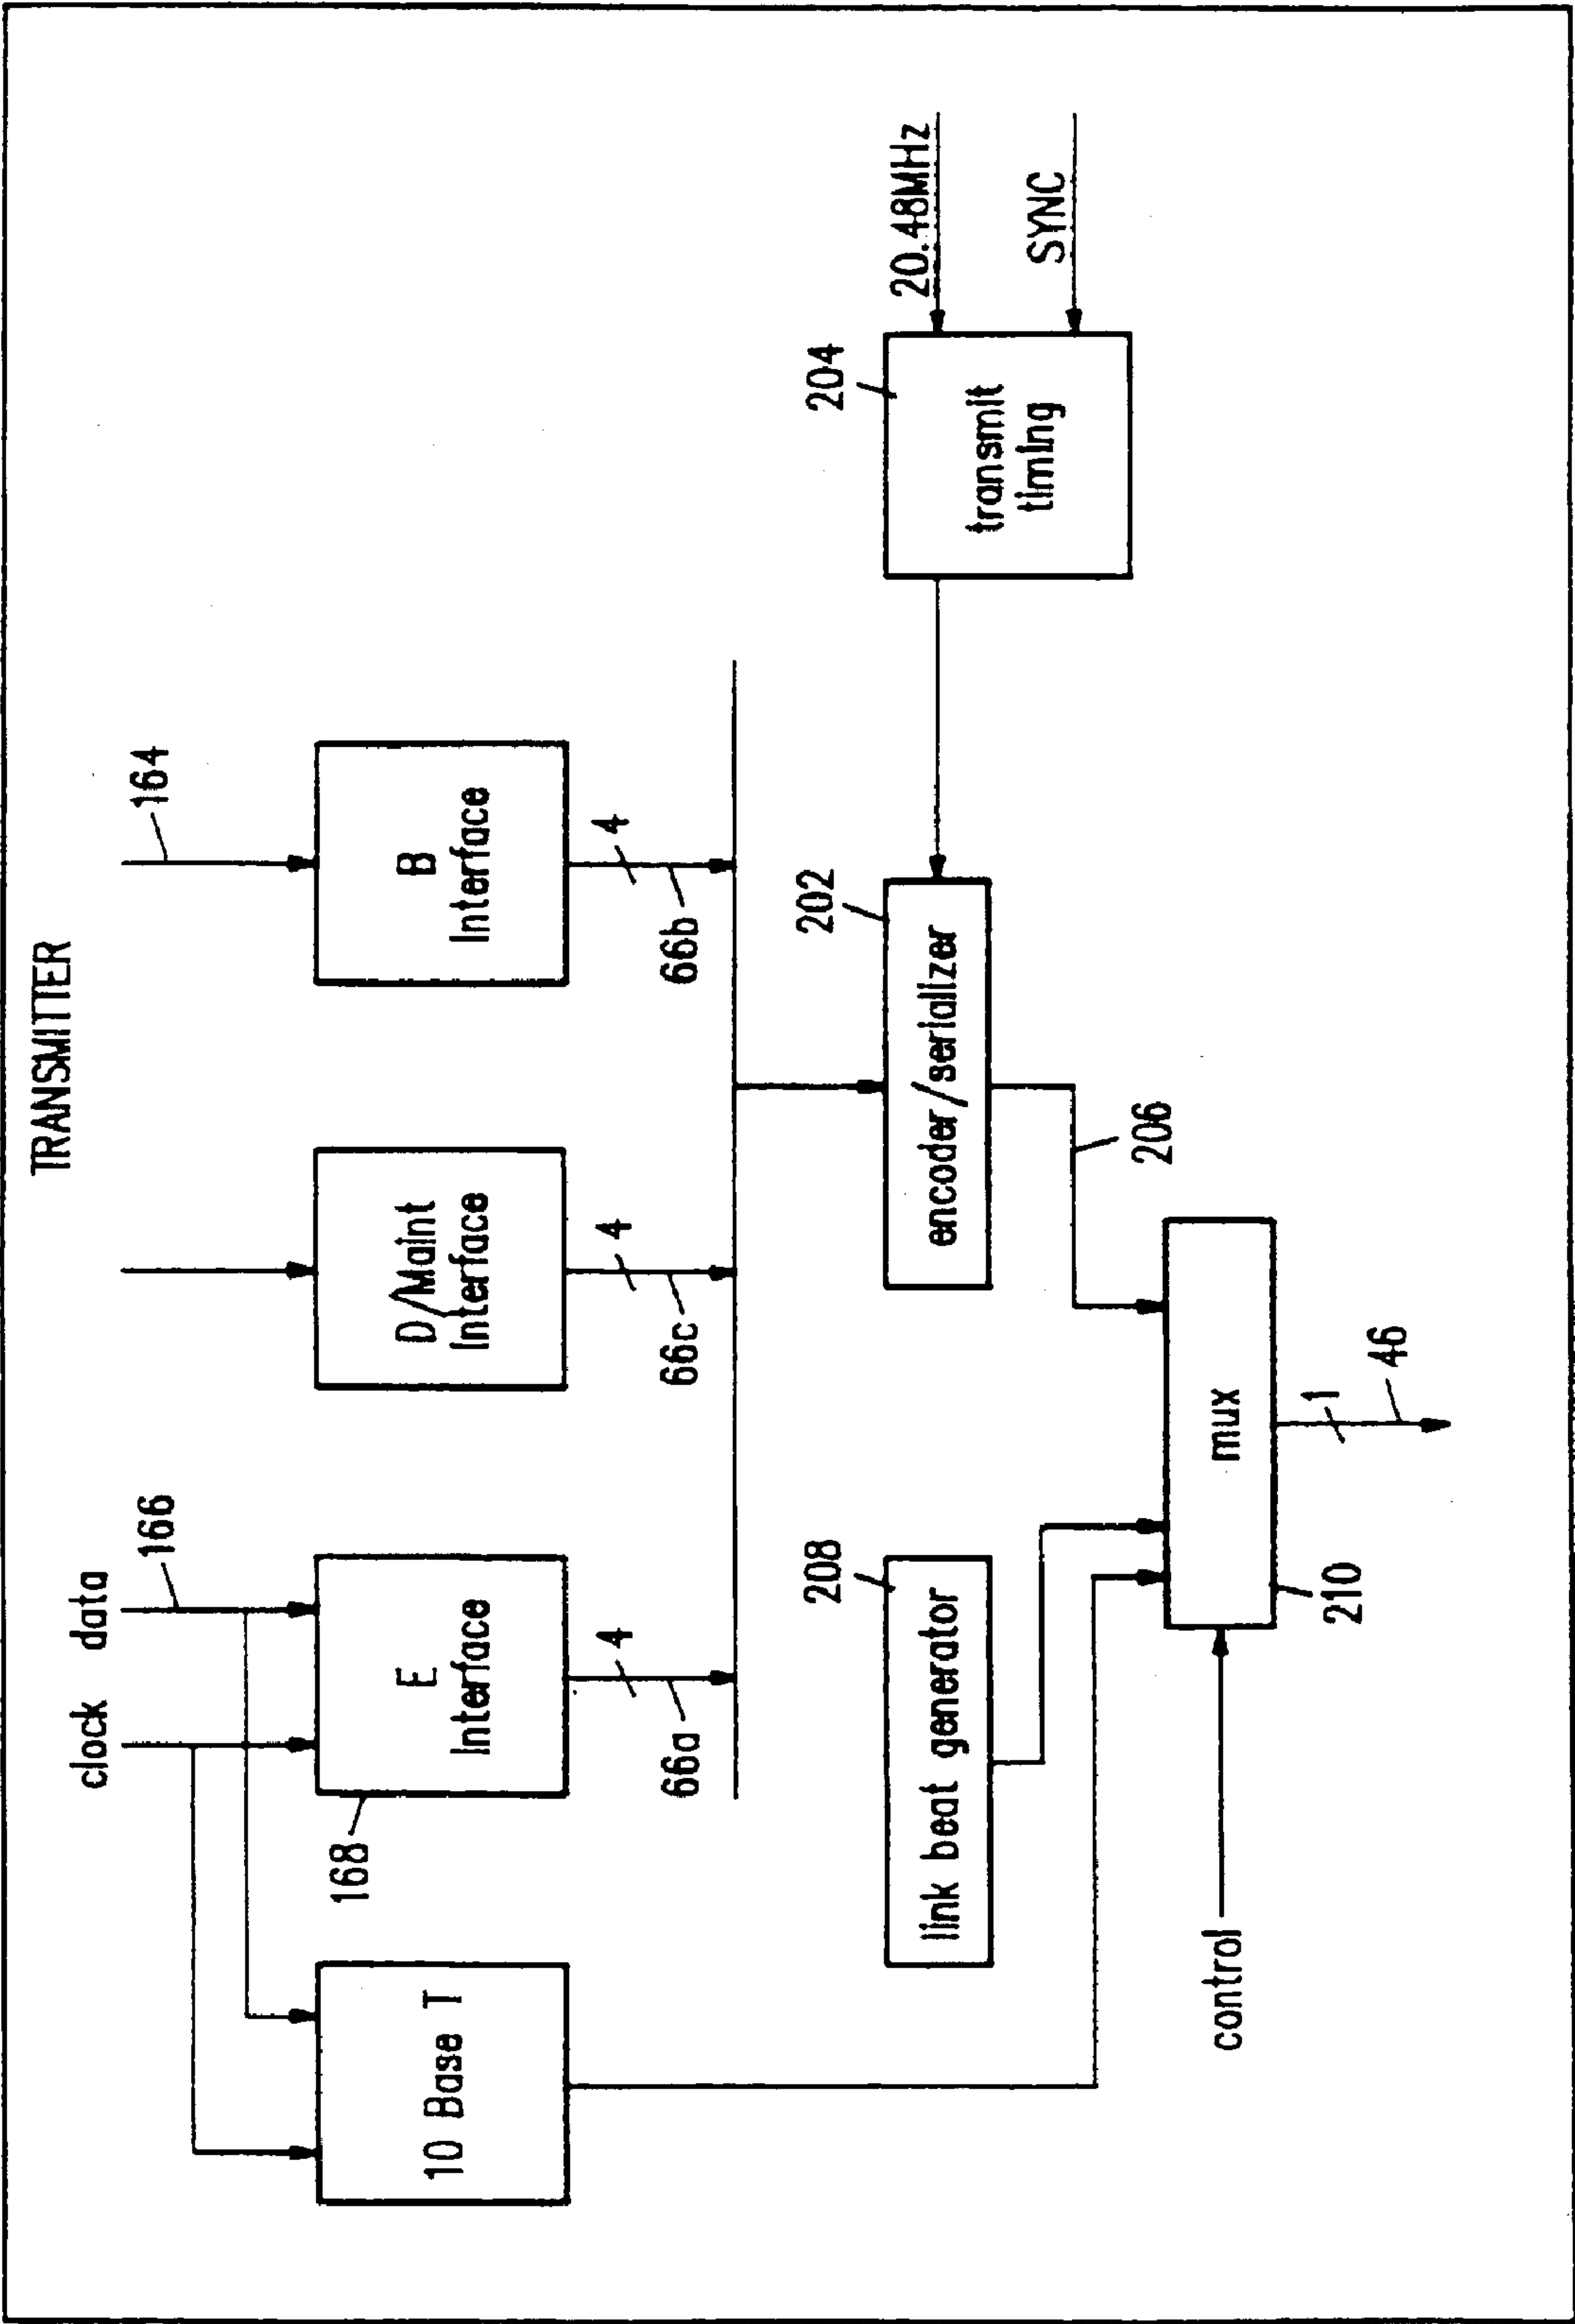 TRANSMITTER
clock
data
166
164
10 Base T
168
E
Interface
D/Maint
Interface
B
Interface
4
66a
4
66c
4
66b
208
link beat generator
202
encoder/serializer
204
transmit
timing
20.48MHz
SYNC
206
control
mux
210
1
46